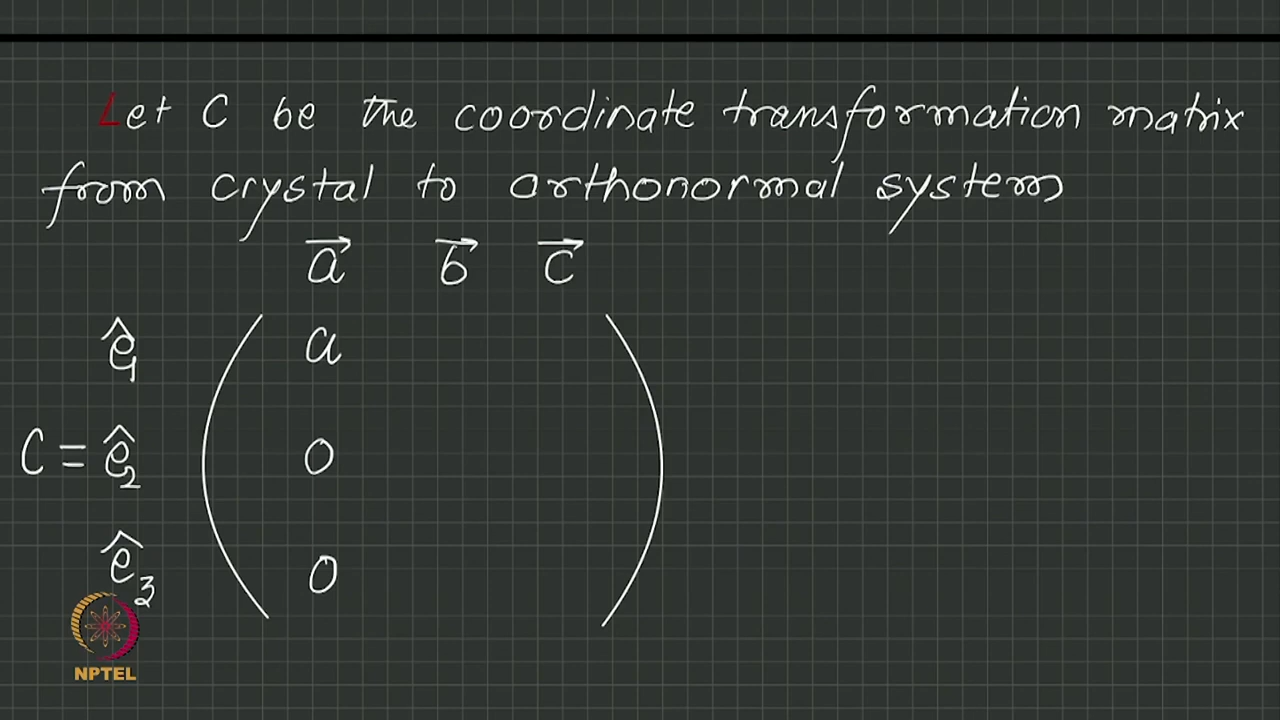 Let C be the coordinate transformation matrix
from crystal to orthonormal system
a⃗ b⃗ c⃗
ê₁ a
C = ê₂ 0
ê₃ 0
NPTEL